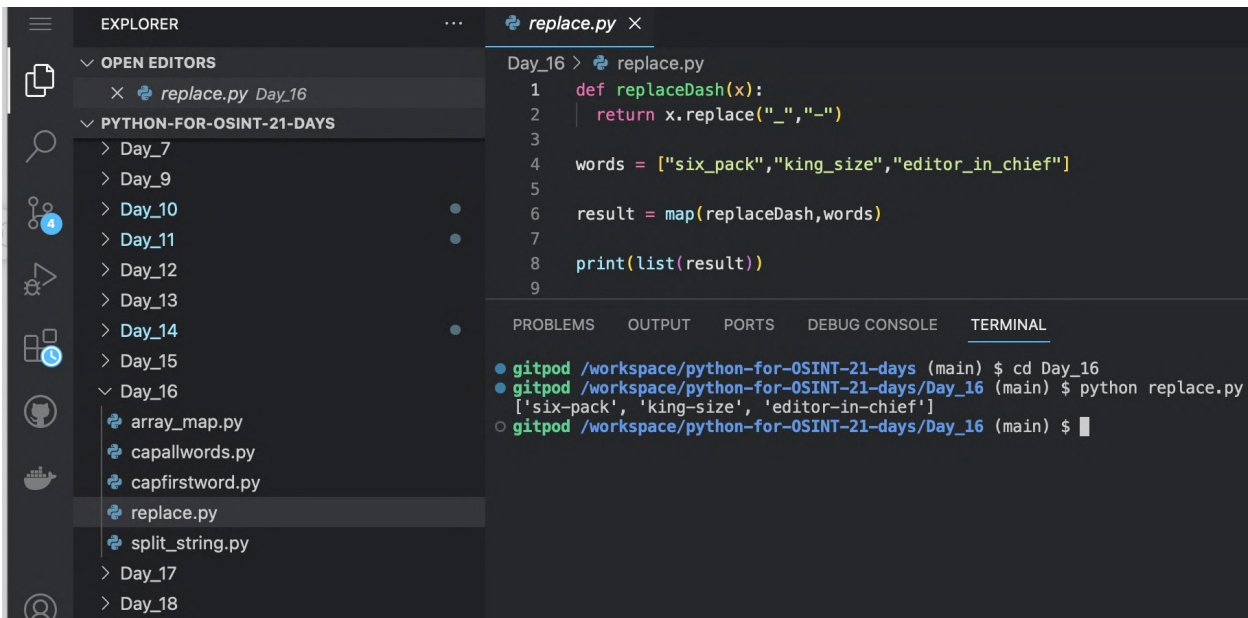 EXPLORER
···
OPEN EDITORS
replace.py Day_16
PYTHON-FOR-OSINT-21-DAYS
Day_7
Day_9
Day_10
Day_11
Day_12
Day_13
Day_14
Day_15
Day_16
array_map.py
capallwords.py
capfirstword.py
replace.py
split_string.py
Day_17
Day_18
4
replace.py
Day_16 > replace.py
1 def replaceDash(x):
2   return x.replace("_","-")
3
4 words = ["six_pack","king_size","editor_in_chief"]
5
6 result = map(replaceDash,words)
7
8 print(list(result))
9
PROBLEMS OUTPUT PORTS DEBUG CONSOLE TERMINAL
gitpod /workspace/python-for-OSINT-21-days (main) $ cd Day_16
gitpod /workspace/python-for-OSINT-21-days/Day_16 (main) $ python replace.py
['six-pack', 'king-size', 'editor-in-chief']
gitpod /workspace/python-for-OSINT-21-days/Day_16 (main) $